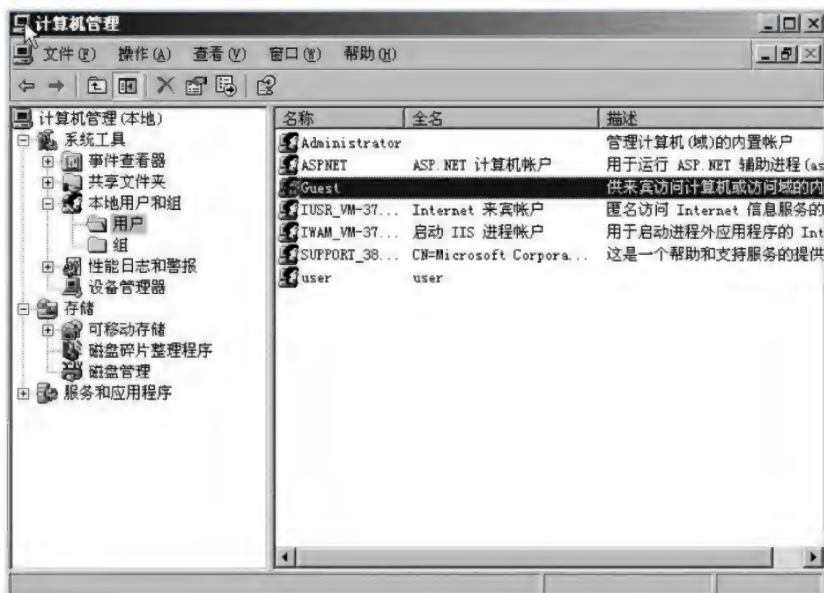 计算机管理
文件(F) 操作(A) 查看(V) 窗口(W) 帮助(H)
计算机管理(本地)
系统工具
事件查看器
共享文件夹
本地用户和组
用户
组
性能日志和警报
设备管理器
存储
可移动存储
磁盘碎片整理程序
磁盘管理
服务和应用程序
名称 全名 描述
Administrator 管理计算机(域)的内置帐户
ASPNET ASP.NET 计算机帐户 用于运行 ASP.NET 辅助进程(as
Guest 供来宾访问计算机或访问域的内
IUSR_VM-37... Internet 来宾帐户 匿名访问 Internet 信息服务的
IWAM_VM-37... 启动 IIS 进程帐户 用于启动进程外应用程序的 Int
SUPPORT_38... CN=Microsoft Corpora... 这是一个帮助和支持服务的提供
user user